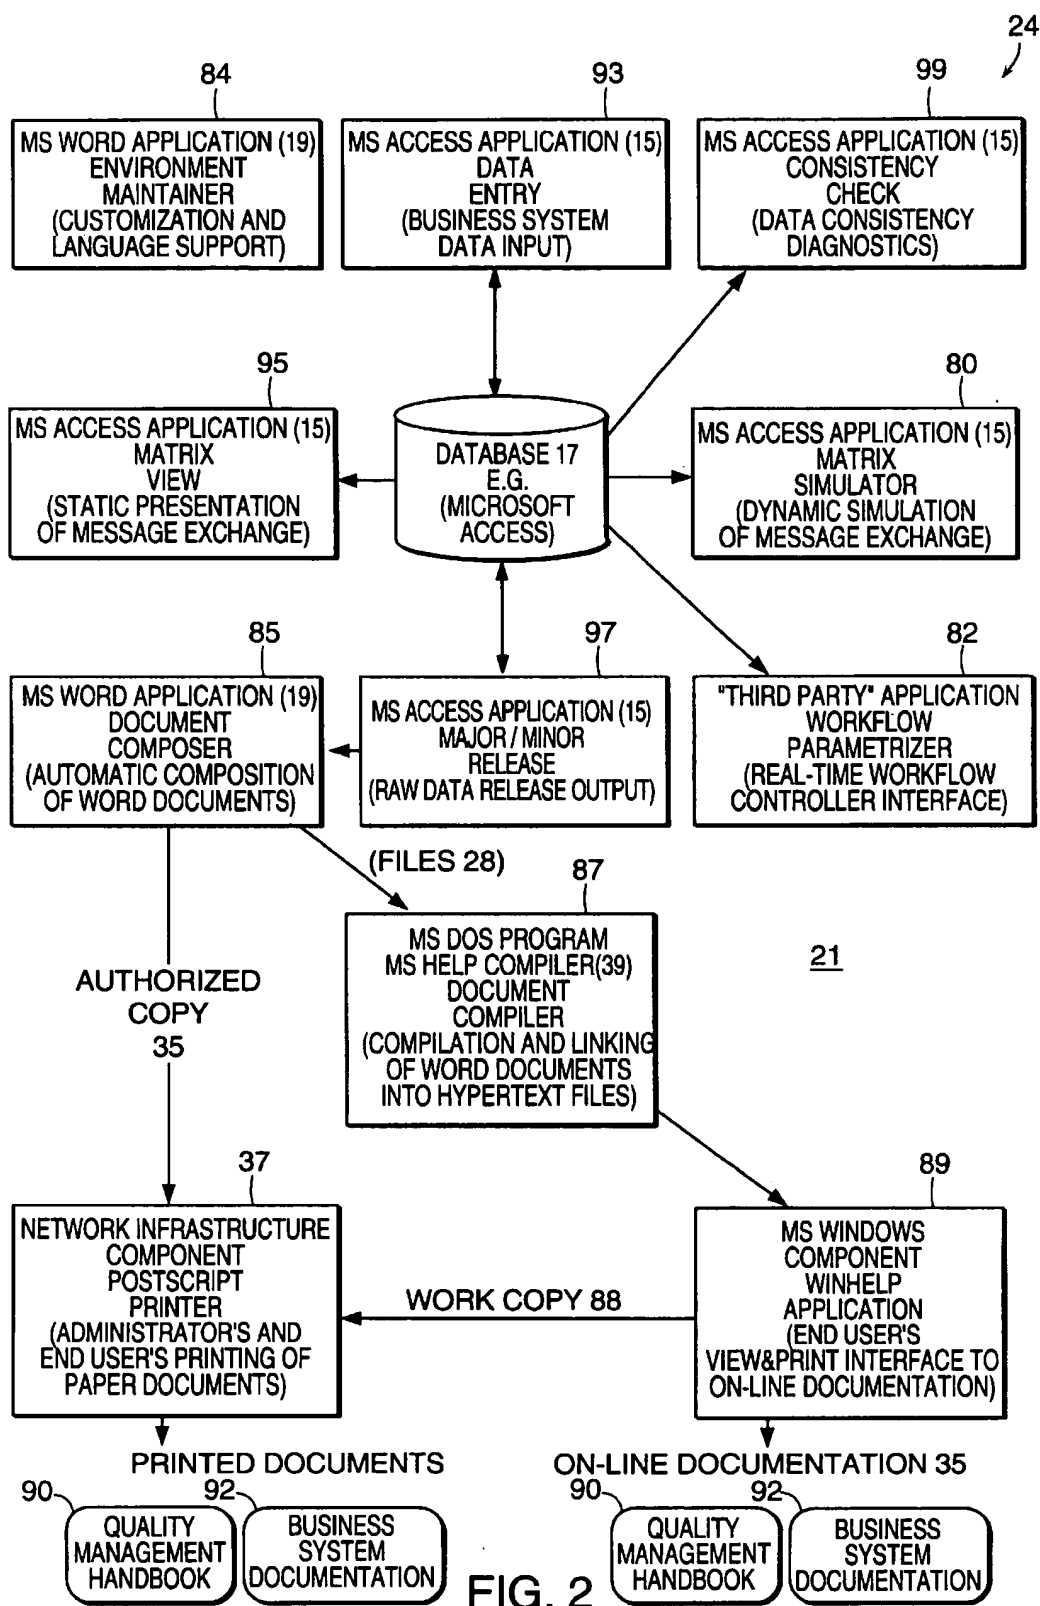 24
84
93
99
MS WORD APPLICATION (19)
ENVIRONMENT
MAINTAINER
(CUSTOMIZATION AND
LANGUAGE SUPPORT)
MS ACCESS APPLICATION (15)
DATA
ENTRY
(BUSINESS SYSTEM
DATA INPUT)
MS ACCESS APPLICATION (15)
CONSISTENCY
CHECK
(DATA CONSISTENCY
DIAGNOSTICS)
95
80
MS ACCESS APPLICATION (15)
MATRIX
VIEW
(STATIC PRESENTATION
OF MESSAGE EXCHANGE)
DATABASE 17
E.G.
(MICROSOFT
ACCESS)
MS ACCESS APPLICATION (15)
MATRIX
SIMULATOR
(DYNAMIC SIMULATION
OF MESSAGE EXCHANGE)
85
97
82
MS WORD APPLICATION (19)
DOCUMENT
COMPOSER
(AUTOMATIC COMPOSITION
OF WORD DOCUMENTS)
MS ACCESS APPLICATION (15)
MAJOR / MINOR
RELEASE
(RAW DATA RELEASE OUTPUT)
"THIRD PARTY" APPLICATION
WORKFLOW
PARAMETRIZER
(REAL-TIME WORKFLOW
CONTROLLER INTERFACE)
(FILES 28)
87
MS DOS PROGRAM
MS HELP COMPILER(39)
DOCUMENT
COMPILER
(COMPILATION AND LINKING
OF WORD DOCUMENTS
INTO HYPERTEXT FILES)
21
AUTHORIZED
COPY
35
37
89
NETWORK INFRASTRUCTURE
COMPONENT
POSTSCRIPT
PRINTER
(ADMINISTRATOR'S AND
END USER'S PRINTING OF
PAPER DOCUMENTS)
WORK COPY 88
MS WINDOWS
COMPONENT
WINHELP
APPLICATION
(END USER'S
VIEW&PRINT INTERFACE TO
ON-LINE DOCUMENTATION)
PRINTED DOCUMENTS
ON-LINE DOCUMENTATION 35
90
92
90
92
QUALITY
MANAGEMENT
HANDBOOK
BUSINESS
SYSTEM
DOCUMENTATION
QUALITY
MANAGEMENT
HANDBOOK
BUSINESS
SYSTEM
DOCUMENTATION
FIG. 2